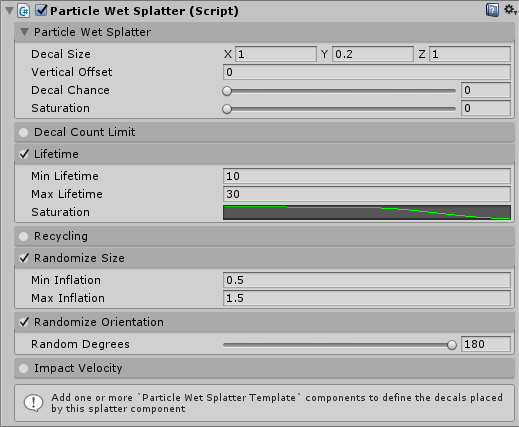 Particle Wet Splatter (Script)
Particle Wet Splatter
Decal Size X 1 Y 0.2 Z 1
Vertical Offset 0
Decal Chance 0
Saturation 0
Decal Count Limit
Lifetime
Min Lifetime 10
Max Lifetime 30
Saturation
Recycling
Randomize Size
Min Inflation 0.5
Max Inflation 1.5
Randomize Orientation
Random Degrees 180
Impact Velocity
Add one or more `Particle Wet Splatter Template` components to define the decals placed
by this splatter component